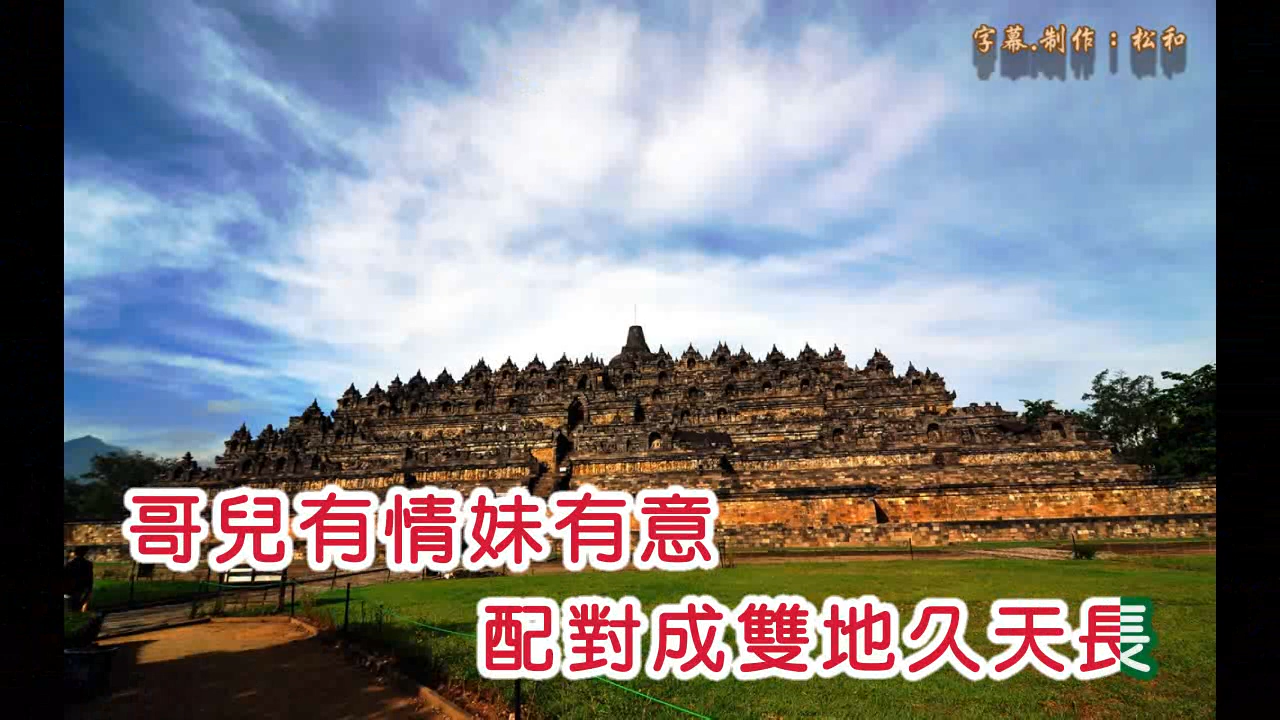 字幕.制作：松和
哥兒有情妹有意
配對成雙地久天長